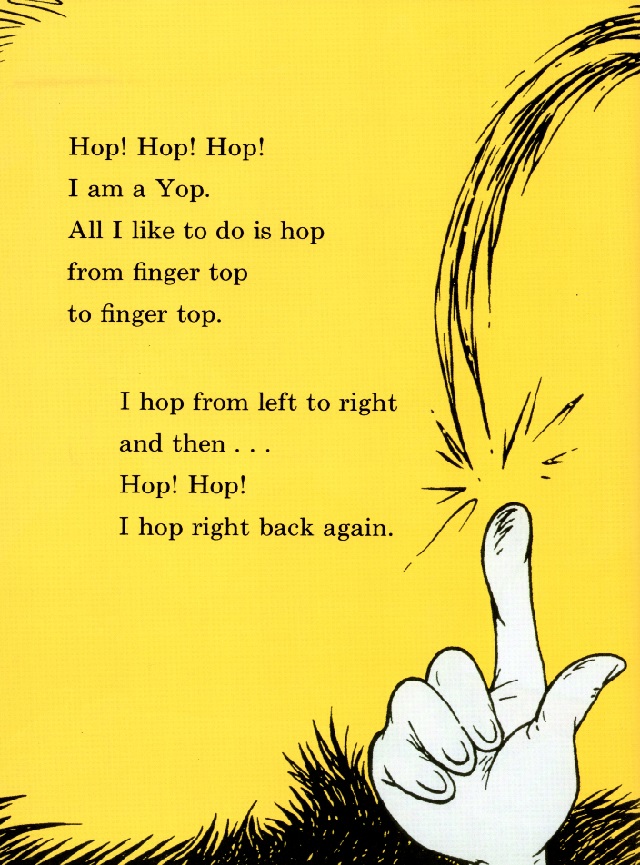 Hop! Hop! Hop!
I am a Yop.
All I like to do is hop
from finger top
to finger top.
I hop from left to right
and then . . .
Hop! Hop!
I hop right back again.